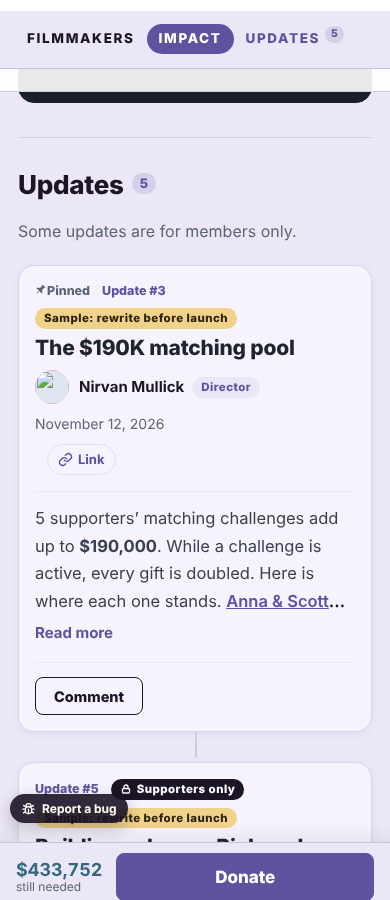 FILMMAKERS IMPACT UPDATES 5
Updates 5
Some updates are for members only.
Pinned Update #3
Sample: rewrite before launch
The $190K matching pool
Nirvan Mullick Director
November 12, 2026
Link
5 supporters’ matching challenges add
up to $190,000. While a challenge is
active, every gift is doubled. Here is
where each one stands. Anna & Scott...
Read more
Comment
Update #5 Supporters only
Report a bug
rewrite before launch
$433,752
still needed
Donate